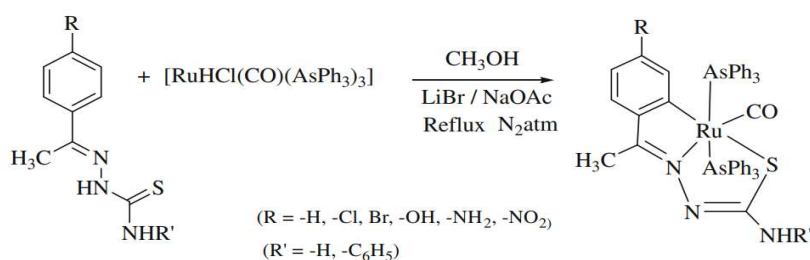 R
+ [RuHCl(CO)(AsPh₃)₃]
H₃C
N
HN
S
NHR'
CH₃OH
LiBr / NaOAc
Reflux N₂atm
R
AsPh₃
CO
Ru
H₃C
N
AsPh₃
S
N
NHR'
(R = -H, -Cl, Br, -OH, -NH₂, -NO₂)
(R' = -H, -C₆H₅)